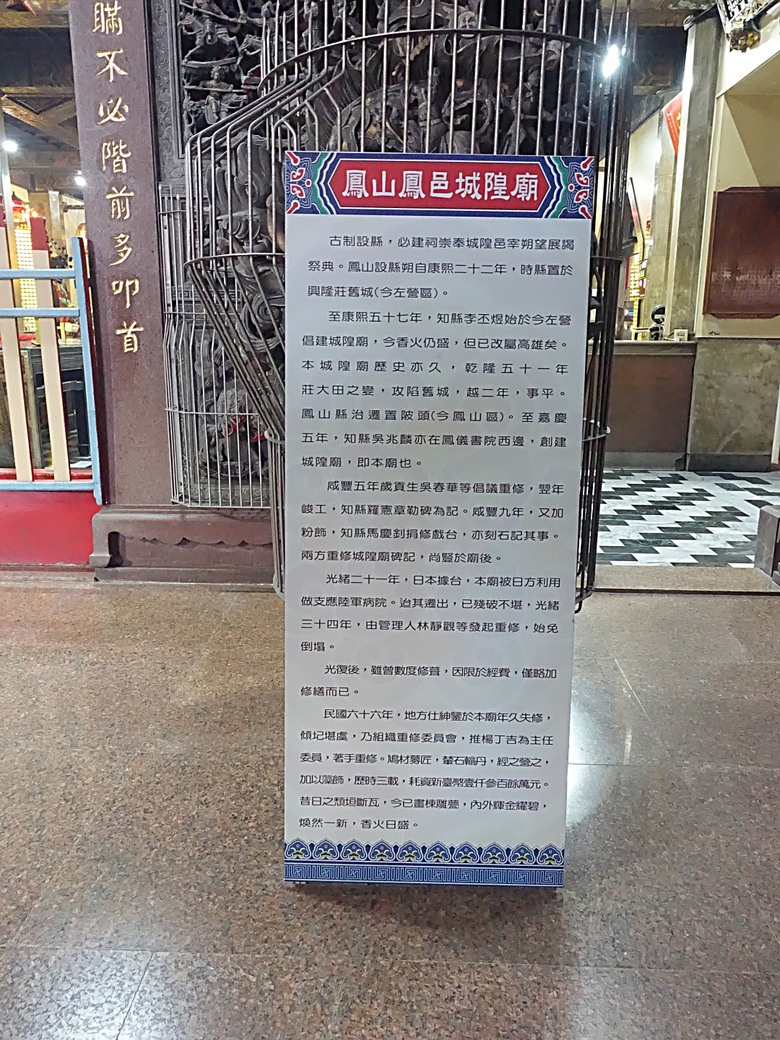 瞞不必階前多叩首
鳳山鳳邑城隍廟
古制設縣，必建祠崇奉城隍邑宰朔望展謁
祭典。鳳山設縣朔自康熙二十二年，時縣置於
興隆莊舊城(今左營區)。
至康熙五十七年，知縣李丕煜始於今左營
倡建城隍廟，今香火仍盛，但已改屬高雄矣。
本城隍廟歷史亦久，乾隆五十一年
莊大田之變，攻陷舊城，越二年，事平。
鳳山縣治遷置陂頭(今鳳山區)。至嘉慶
五年，知縣吳兆麟亦在鳳儀書院西邊，創建
城隍廟，即本廟也。
咸豐五年歲貢生吳春華等倡議重修，翌年
峻工，知縣羅憲章勒碑為記。咸豐九年，又加
粉飾，知縣馬慶釗捐修戲台，亦刻石記其事。
兩方重修城隍廟碑記，尚豎於廟後。
光緒二十一年，日本據台，本廟被日方利用
做支應陸軍病院。迨其遷出，已殘破不堪，光緒
三十四年，由管理人林靜觀等發起重修，始免
倒塌。
光復後，雖曾數度修葺，因限於經費，僅略加
修繕而已。
民國六十六年，地方仕紳鑒於本廟年久失修，
傾圮堪虞，乃組織重修委員會，推楊丁吉為主任
委員，著手重修。鳩材募匠，輦石輸丹，經之營之，
加以藻飾，歷時三載，耗資新臺幣壹仟參百餘萬元。
昔日之頹垣斷瓦，今已畫棟雕甍，內外輝金耀碧，
煥然一新，香火日盛。